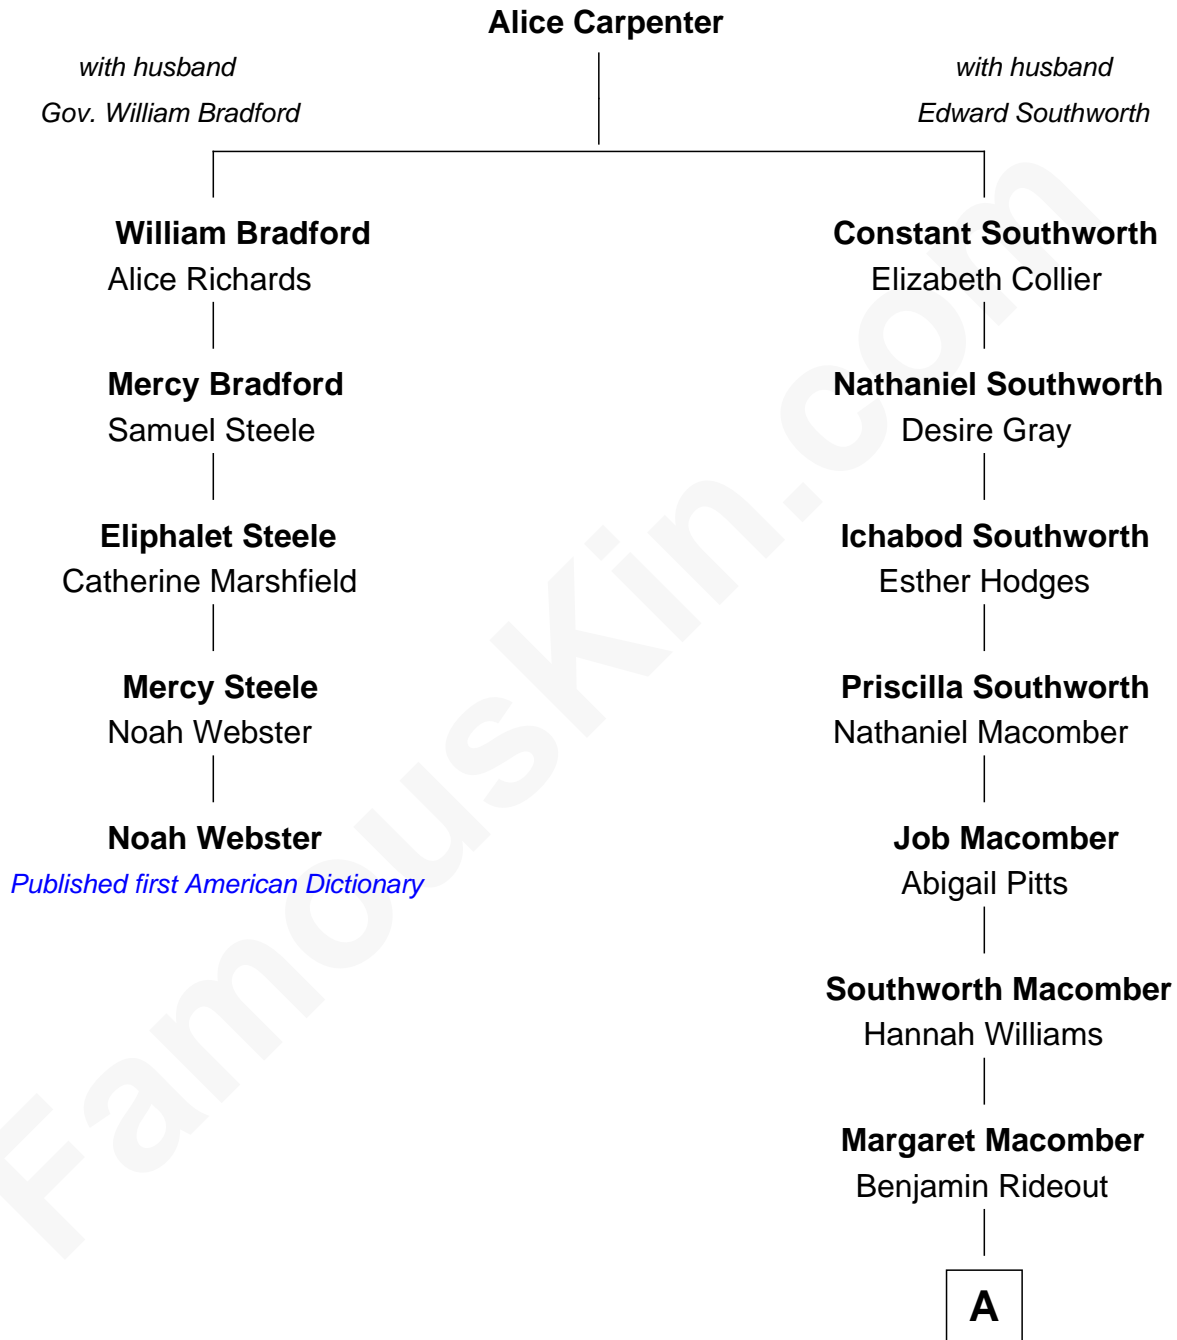 Alice Carpenter
with husband
Gov. William Bradford
with husband
Edward Southworth
William Bradford
Alice Richards
Mercy Bradford
Samuel Steele
Eliphalet Steele
Catherine Marshfield
Mercy Steele
Noah Webster
Noah Webster
Published first American Dictionary
Constant Southworth
Elizabeth Collier
Nathaniel Southworth
Desire Gray
Ichabod Southworth
Esther Hodges
Priscilla Southworth
Nathaniel Macomber
Job Macomber
Abigail Pitts
Southworth Macomber
Hannah Williams
Margaret Macomber
Benjamin Rideout
A
FamousKin.com